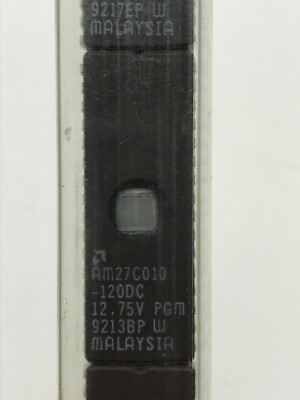 9217EP W
MALAYSIA
AM27C010
-120DC
12.75V PGM
9213BP W
MALAYSIA